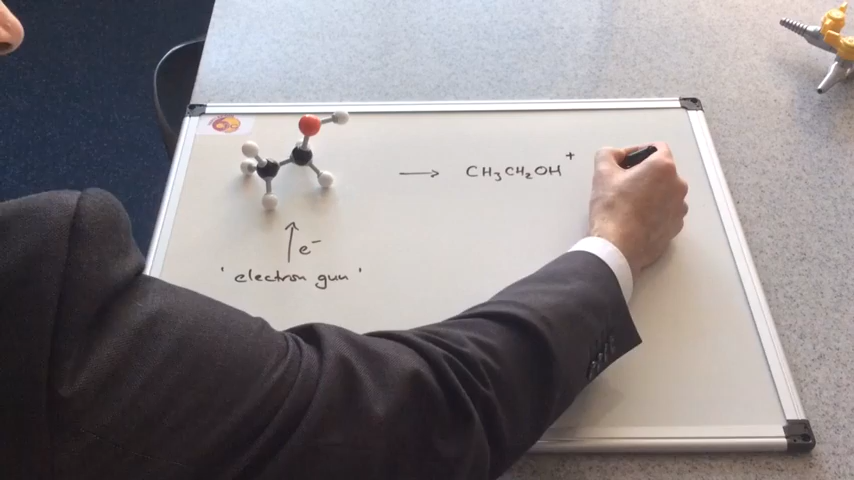 → CH₃CH₂OH⁺
↑ e⁻
'electron gun'